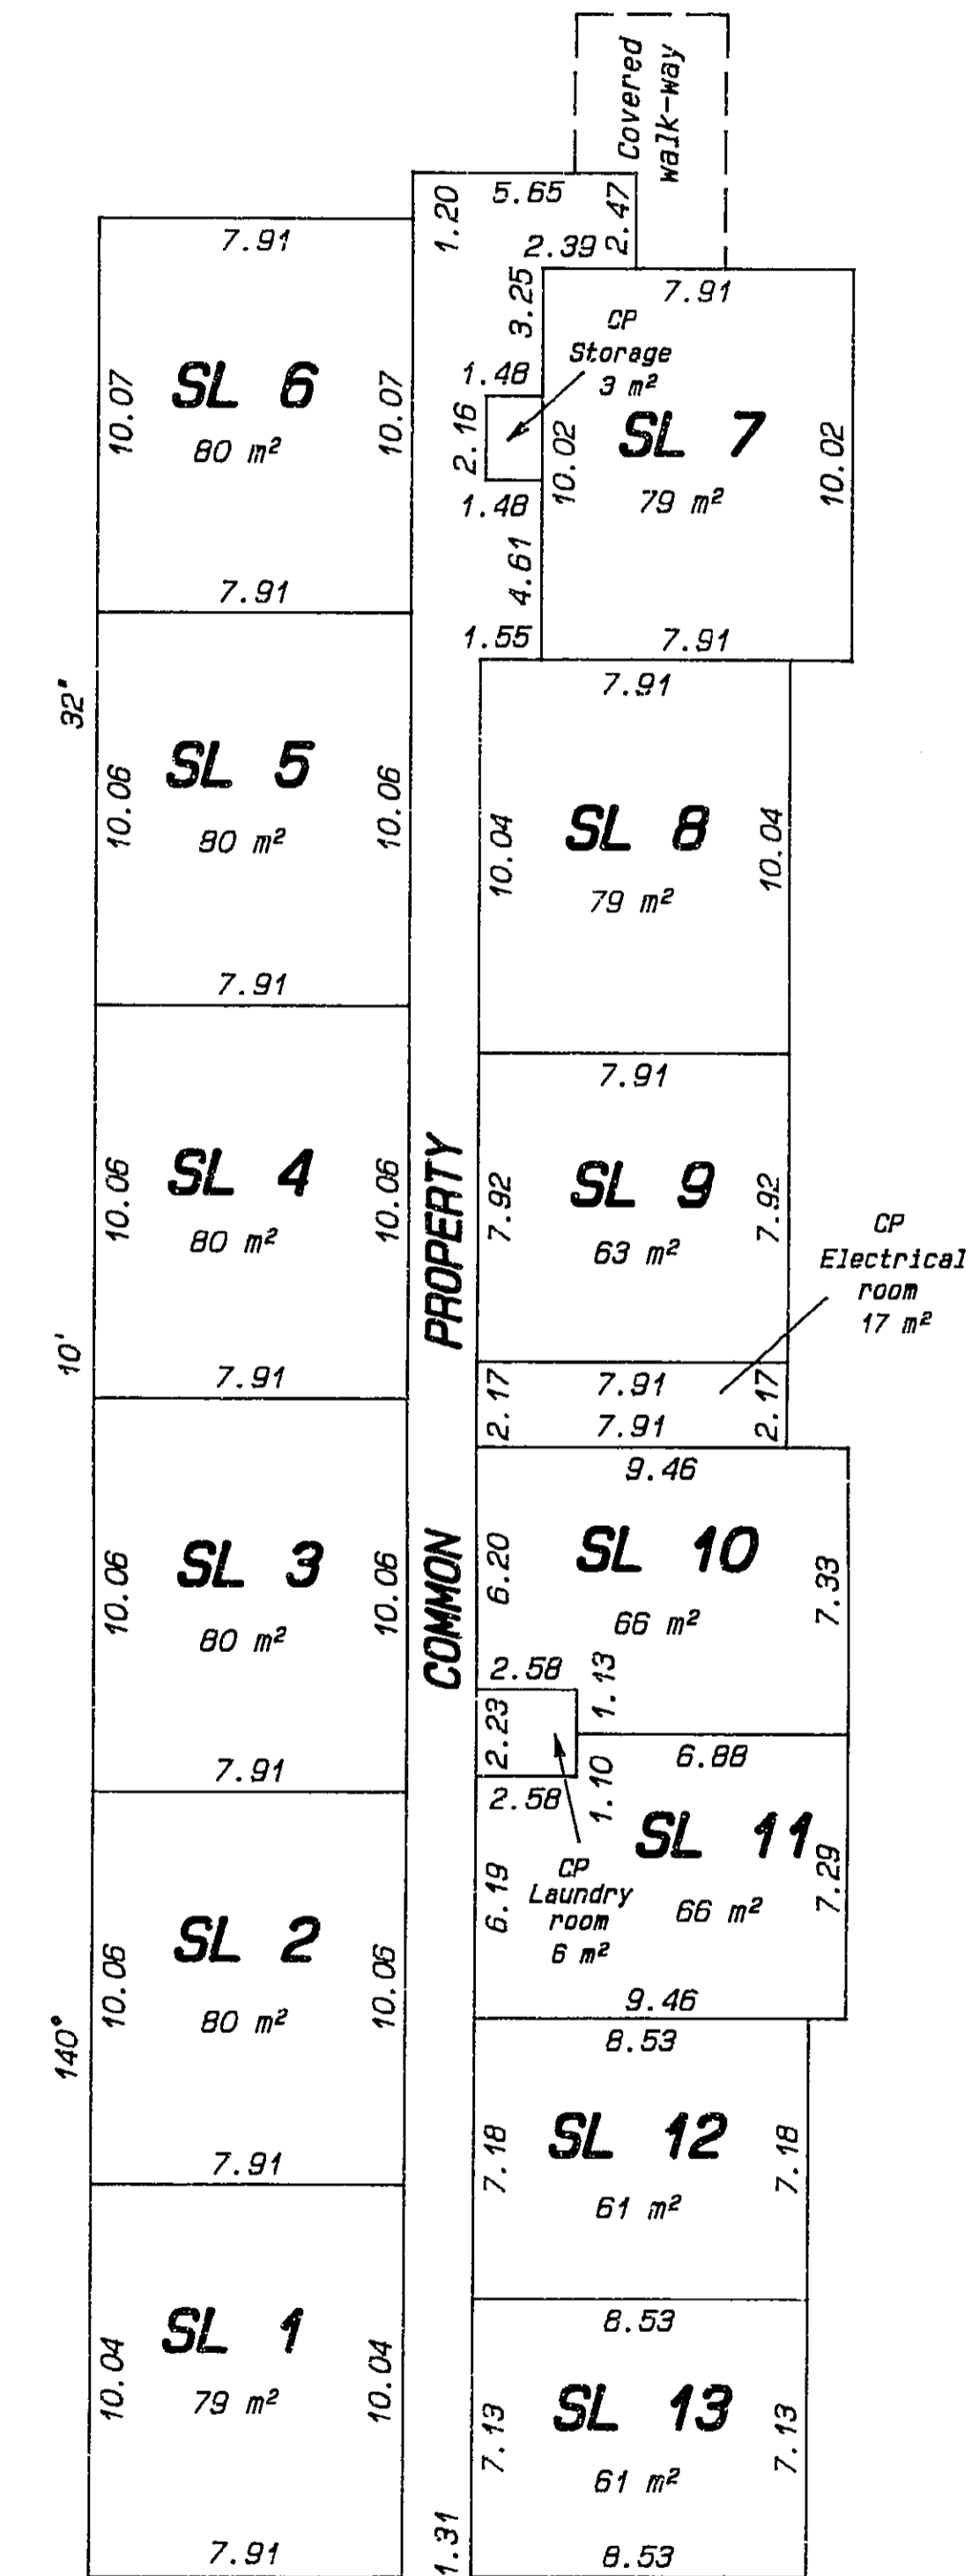 Covered
walk-way
5.65
1.20
2.47
2.39
7.91
3.25
7.91
CP
Storage
3 m²
1.48
10.07
SL 6
80 m²
10.07
2.16
10.02
SL 7
79 m²
10.02
1.48
4.61
7.91
1.55
7.91
32"
7.91
10.06
SL 5
80 m²
10.06
10.04
SL 8
79 m²
10.04
7.91
7.91
10.06
SL 4
80 m²
10.06
PROPERTY
7.92
SL 9
63 m²
7.92
CP
Electrical
room
17 m²
10'
7.91
2.17
7.91
7.91
2.17
9.46
10.06
SL 3
80 m²
10.06
COMMON
6.20
SL 10
66 m²
7.33
2.58
1.13
2.23
7.91
6.88
2.58
1.10
SL 11
66 m²
7.29
6.19
CP
Laundry
room
6 m²
10.06
SL 2
80 m²
10.06
9.46
140°
8.53
7.18
SL 12
61 m²
7.18
7.91
8.53
10.04
SL 1
79 m²
10.04
7.13
SL 13
61 m²
7.13
7.91
1.31
8.53